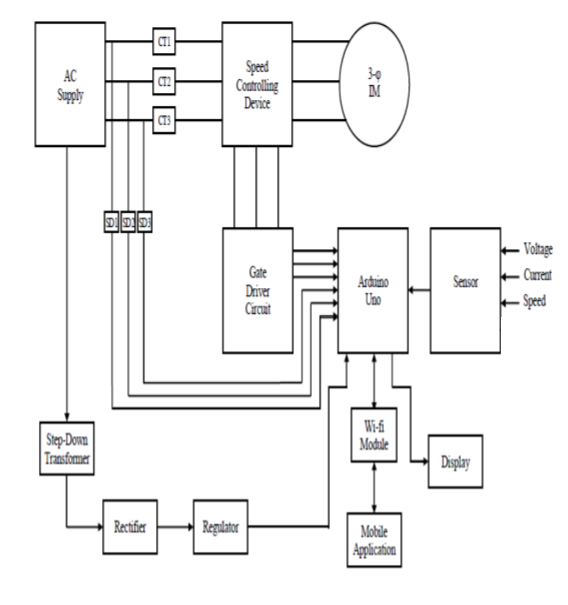 AC
Supply
CT1
CT2
CT3
Speed
Controlling
Device
3-φ
IM
SD1
SD2
SD3
Gate
Driver
Circuit
Arduino
Uno
Sensor
Voltage
Current
Speed
Step-Down
Transformer
Wi-fi
Module
Display
Rectifier
Regulator
Mobile
Application